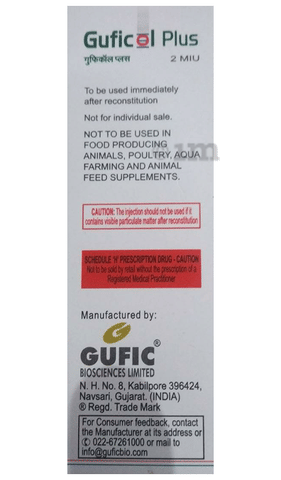 Guficol Plus
गुफिकॉल प्लस 2 MIU
To be used immediately
after reconstitution
Not for individual sale.
NOT TO BE USED IN
FOOD PRODUCING
ANIMALS, POULTRY, AQUA
FARMING AND ANIMAL
FEED SUPPLEMENTS.
CAUTION: The injection should not be used if it
contains visible particulate matter after reconstitution
SCHEDULE 'H' PRESCRIPTION DRUG - CAUTION
Not to be sold by retail without the prescription of a
Registered Medical Practitioner
Manufactured by:
GUFIC®
BIOSCIENCES LIMITED
N. H. No. 8, Kabilpore 396424,
Navsari, Gujarat. (INDIA)
® Regd. Trade Mark
For Consumer feedback, contact
the Manufacturer at its address or
✆ 022-67261000 or mail to
info@guficbio.com